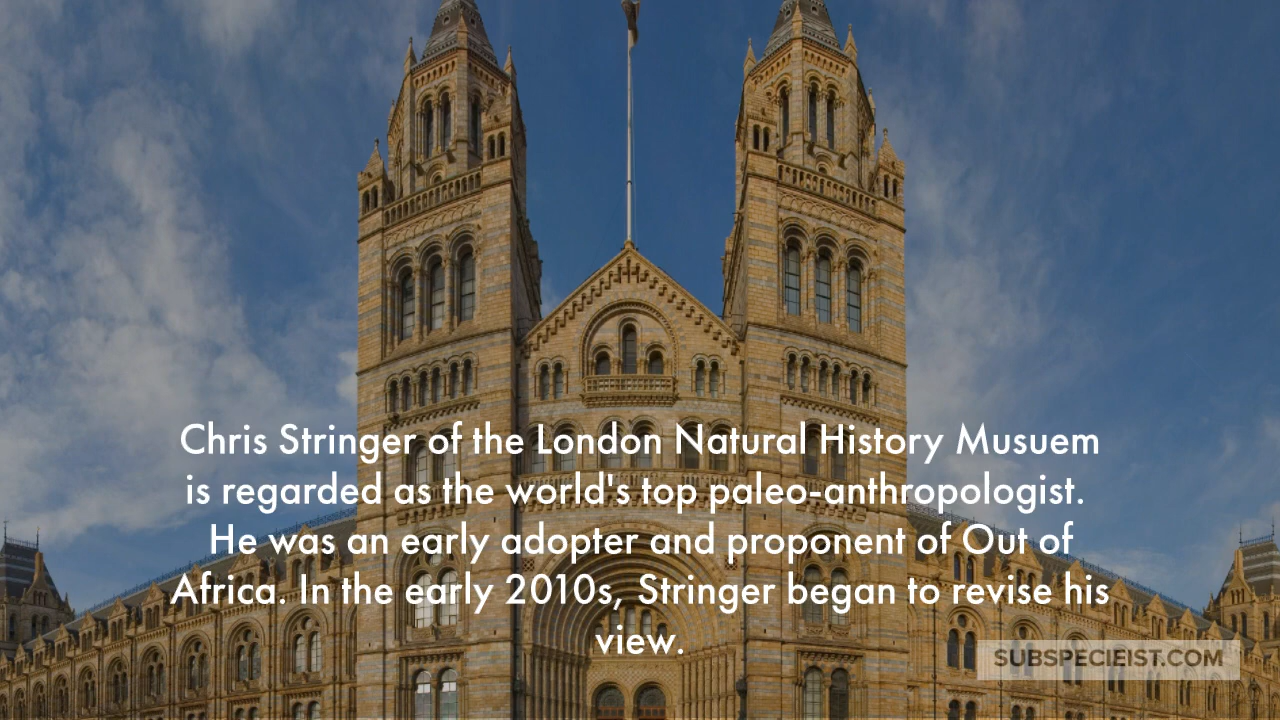 Chris Stringer of the London Natural History Musuem
is regarded as the world's top paleo-anthropologist.
He was an early adopter and proponent of Out of
Africa. In the early 2010s, Stringer began to revise his
view.
SUBSPECIEIST.COM